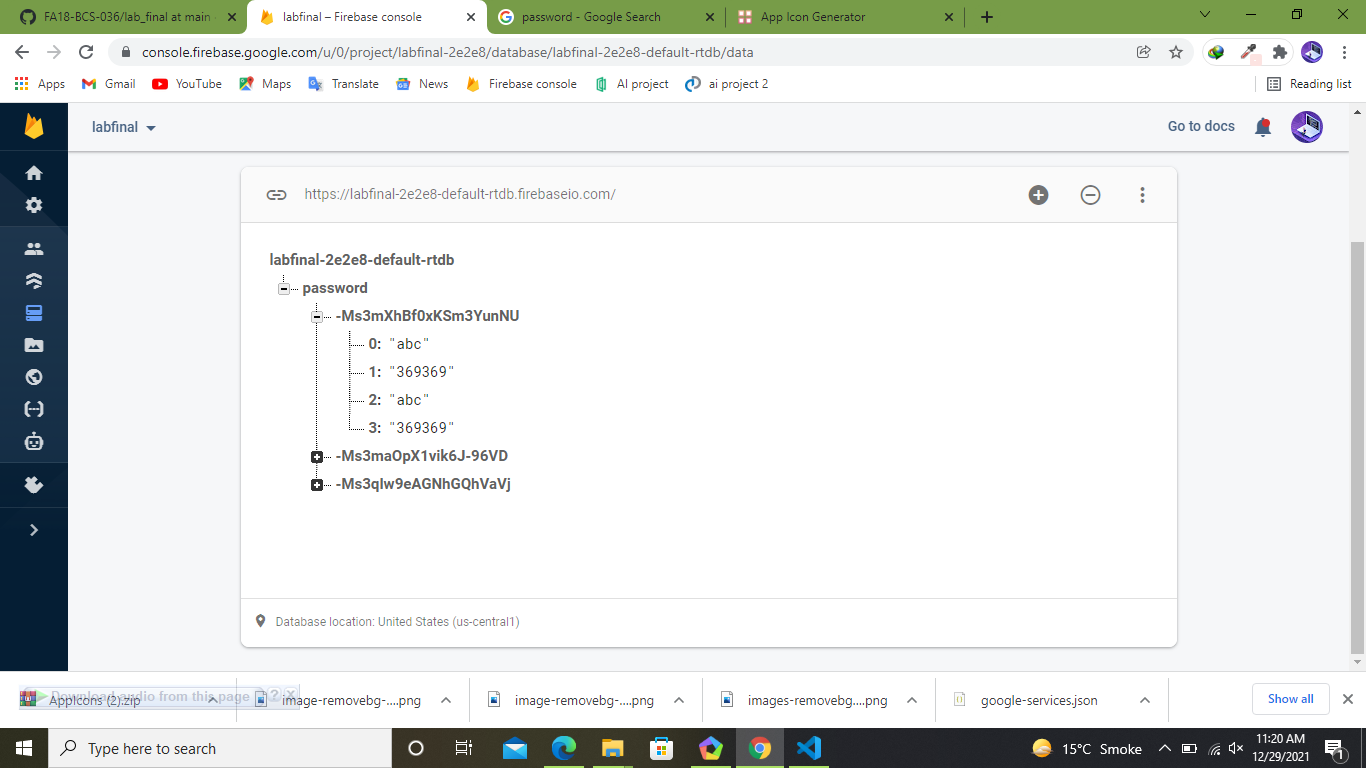 FA18-BCS-036/lab_final at main
labfinal – Firebase console
password - Google Search
App Icon Generator
console.firebase.google.com/u/0/project/labfinal-2e2e8/database/labfinal-2e2e8-default-rtdb/data
Apps
Gmail
YouTube
Maps
Translate
News
Firebase console
AI project
ai project 2
Reading list
labfinal
Go to docs
https://labfinal-2e2e8-default-rtdb.firebaseio.com/
labfinal-2e2e8-default-rtdb
password
-Ms3mXhBf0xKSm3YunNU
0: "abc"
1: "369369"
2: "abc"
3: "369369"
-Ms3maOpX1vik6J-96VD
-Ms3qIw9eAGNhGQhVaVj
Database location: United States (us-central1)
Download audio from this page ? X
AppIcons (2).zip
image-removebg-....png
image-removebg-....png
images-removebg....png
google-services.json
Show all
Type here to search
15°C Smoke
11:20 AM
12/29/2021
1